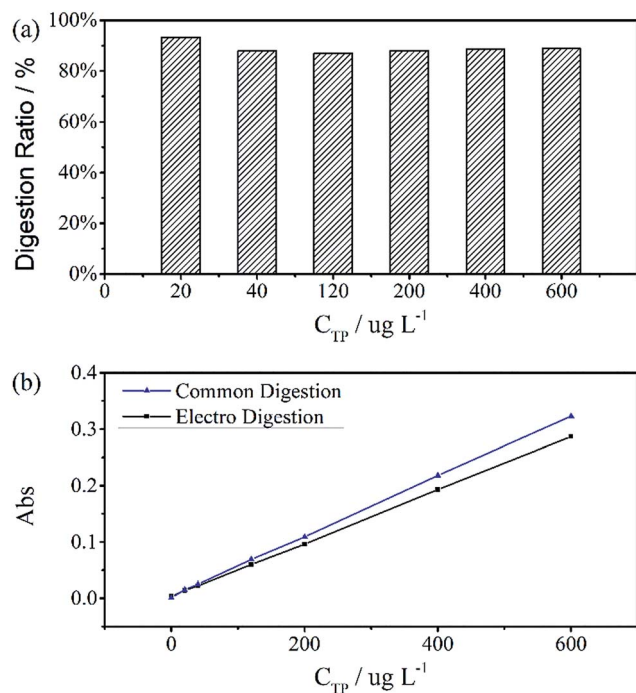 (a)
100%
80%
60%
40%
20%
0%
Digestion Ratio / %
0 20 40 120 200 400 600
C_TP / ug L⁻¹
(b)
Common Digestion
Electro Digestion
0.4
0.3
0.2
0.1
0.0
Abs
0 200 400 600
C_TP / ug L⁻¹